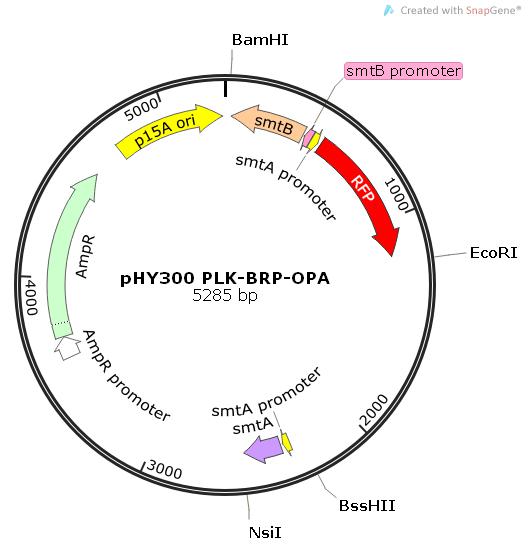 Created with SnapGene®
BamHI
smtB promoter
5000
p15A ori
smtB
smtA promoter
RFP
1000
AmpR
EcoRI
pHY300 PLK-BRP-OPA
5285 bp
4000
AmpR promoter
smtA promoter
smtA
2000
3000
BssHII
NsiI